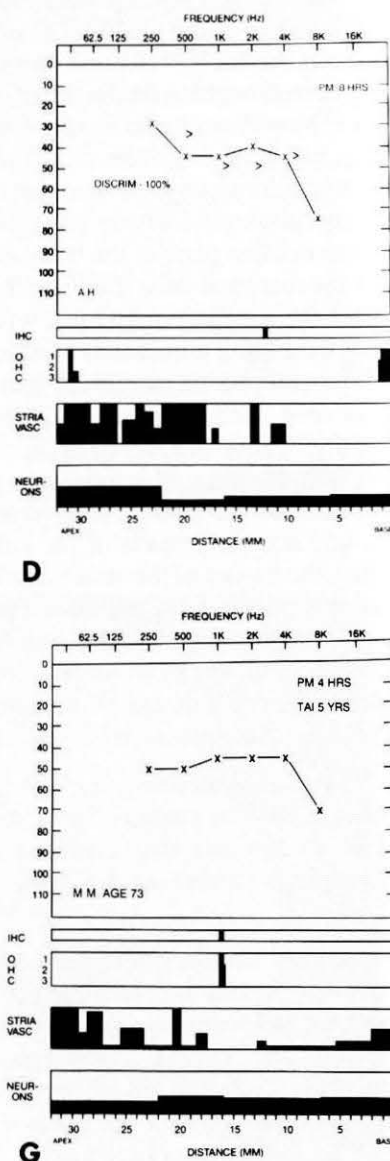 FREQUENCY (Hz)
62.5 125 250 500 1K 2K 4K 8K 16K
0
PM 8 HRS
10
20
30
40
50
DISCRIM - 100%
60
70
80
90
100
110
A H
IHC
O 1
H 2
C 3
STRIA
VASC
NEUR-
ONS
30 25 20 15 10 5
APEX BASE
DISTANCE (MM)
D
FREQUENCY (Hz)
62.5 125 250 500 1K 2K 4K 8K 16K
0
PM 4 HRS
10
TAI 5 YRS
20
30
40
50
60
70
80
90
100
110
M M AGE 73
IHC
O 1
H 2
C 3
STRIA
VASC
NEUR-
ONS
30 25 20 15 10 5
APEX BASE
DISTANCE (MM)
G